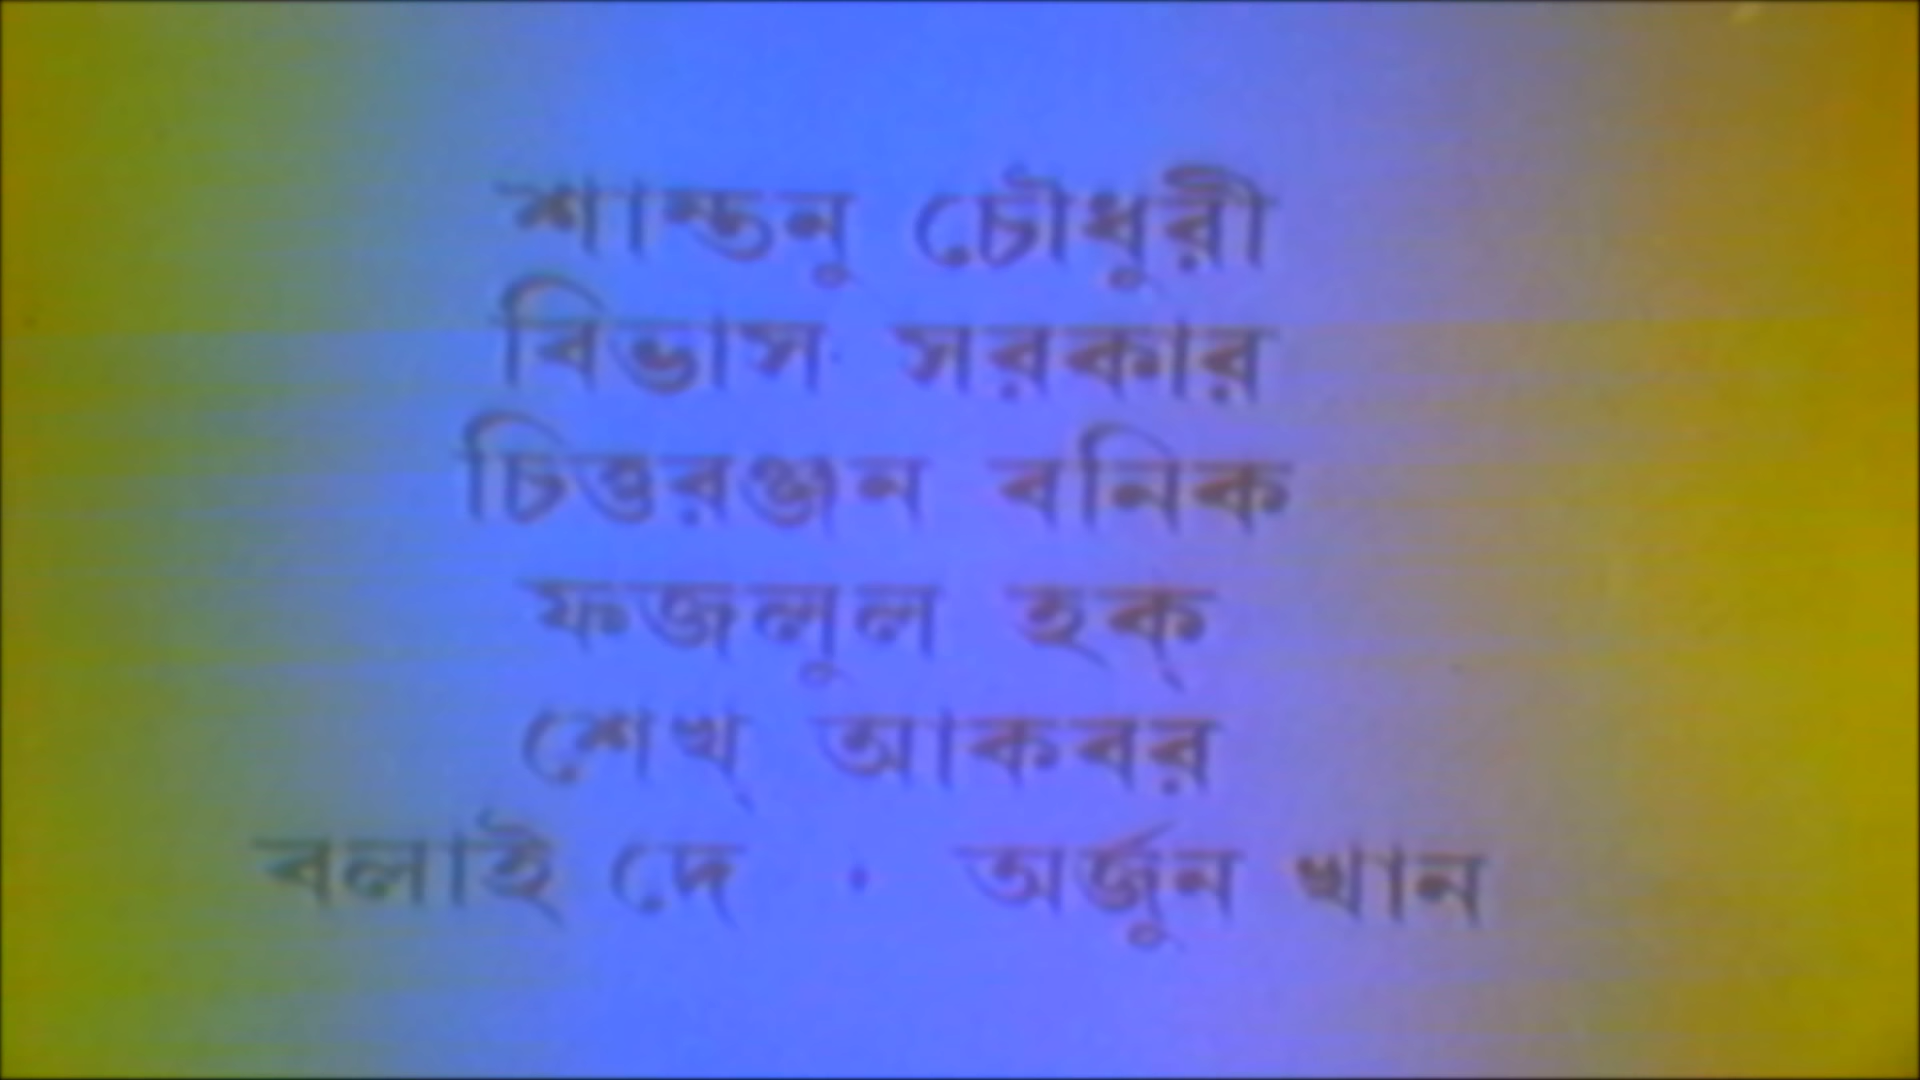 শান্তনু চৌধুরী
বিভাস সরকার
চিত্তরঞ্জন বনিক
ফজলুল হক্
শেখ্ আকবর
বলাই দে · অর্জুন খান